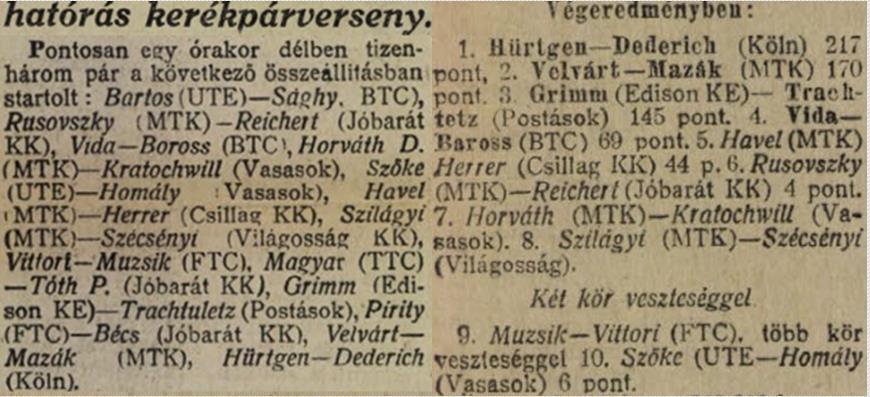 hatórás kerékpárverseny.
Pontosan egy órakor délben tizen-
három pár a következő összeállitásban
startolt: Bartos (UTE)—Sághy. BTC),
Rusovszky (MTK)—Reichert (Jóbarát
KK), Vida—Boross (BTC), Horváth D.
(MTK)—Kratochwill (Vasasok), Szőke
(UTE)—Homály Vasasok), Havel
(MTK)—Herrer (Csillag KK), Szilágyi
(MTK)—Szécsényi (Világosság KK),
Vittori—Muzsik (FTC), Magyar (TTC)
—Tóth P. (Jóbarát KK), Grimm (Edi-
son KE)—Trachtuletz (Postások), Pirity
(FTC)—Bécs (Jóbarát KK), Velvárt—
Mazák (MTK), Hürtgen—Dederich
(Köln).
Végeredményben:
1. Hürtgen—Dederich (Köln) 217
pont, 2. Velvárt—Mazák (MTK) 170
pont. 3. Grimm (Edison KE)— Trach-
tetz (Postások) 145 pont. 4. Vida—
Baross (BTC) 69 pont. 5. Havel (MTK)
Herrer (Csillag KK) 44 p. 6. Rusovszky
(MTK)—Reichert (Jóbarát KK) 4 pont.
7. Horváth (MTK)—Kratochwill (Va-
sasok). 8. Szilágyi (MTK)—Szécsényi
(Világosság).
Két kör veszteséggel
9. Muzsik—Vittori (FTC). több kör
veszteséggel 10. Szőke (UTE—Homály
(Vasasok) 6 pont.